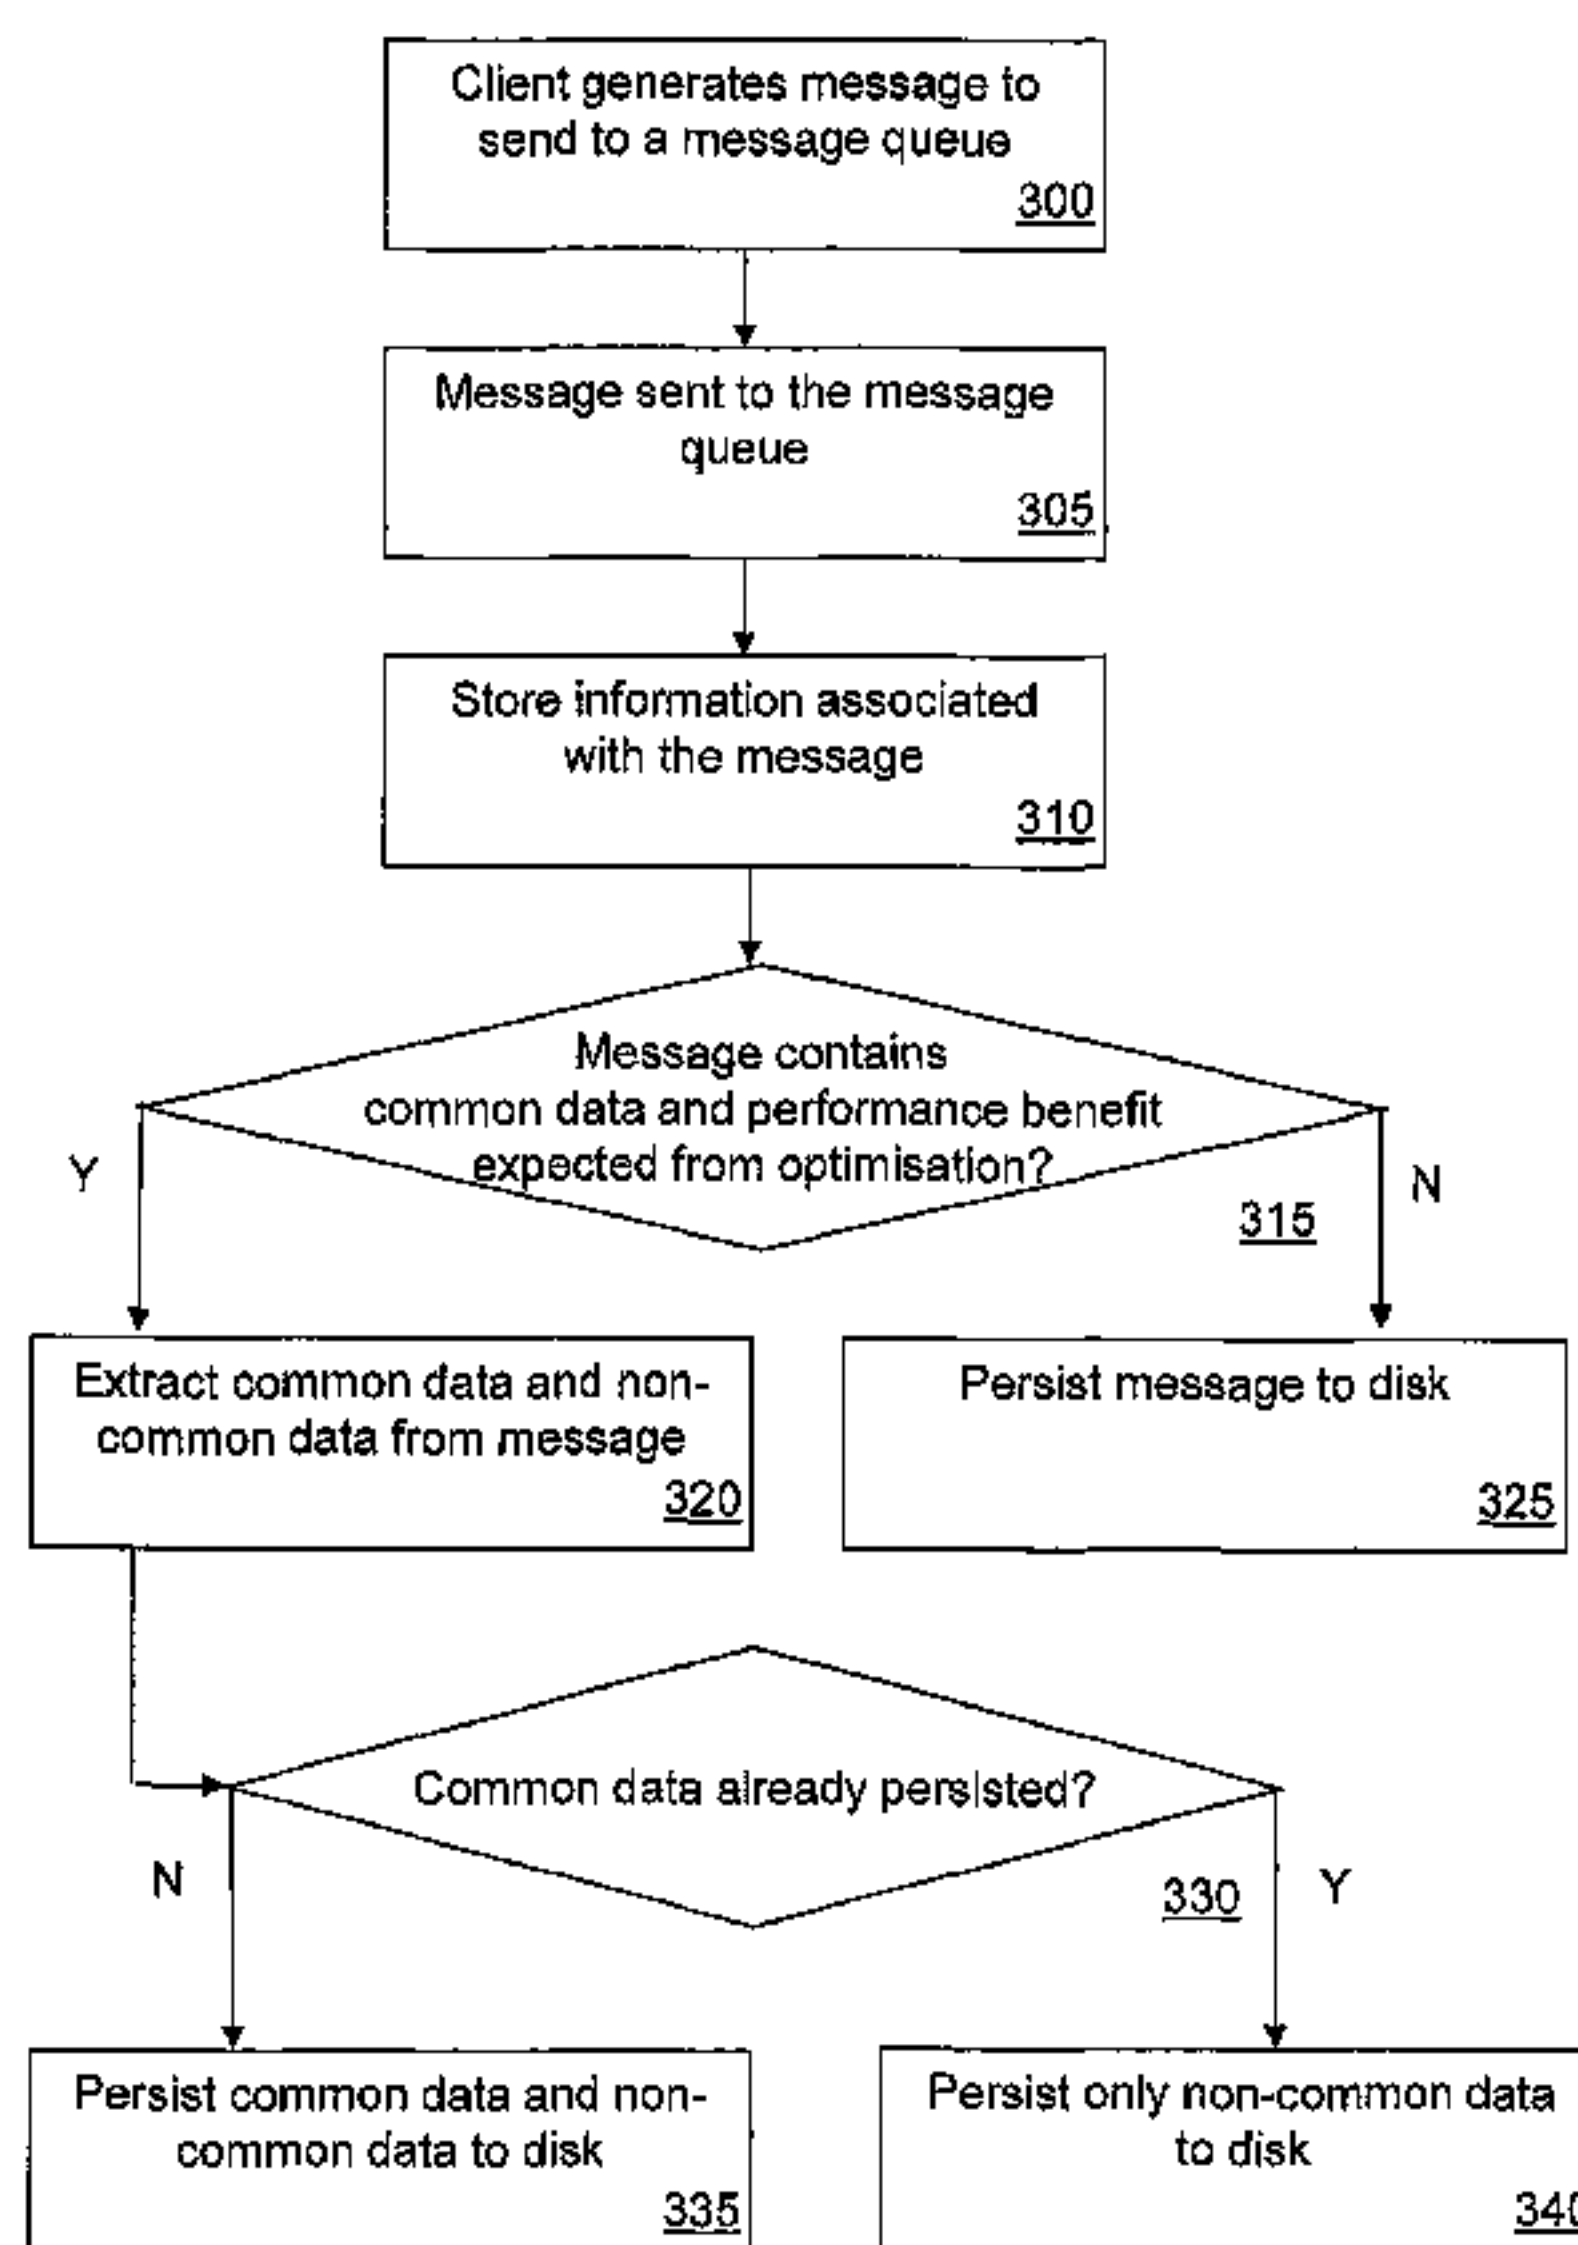 Client generates message to
send to a message queue
300
Message sent to the message
queue
305
Store information associated
with the message
310
Message contains
common data and performance benefit
expected from optimisation?
Y
N
315
Extract common data and non-
common data from message
320
Persist message to disk
325
Common data already persisted?
N
330
Y
Persist common data and non-
common data to disk
335
Persist only non-common data
to disk
340